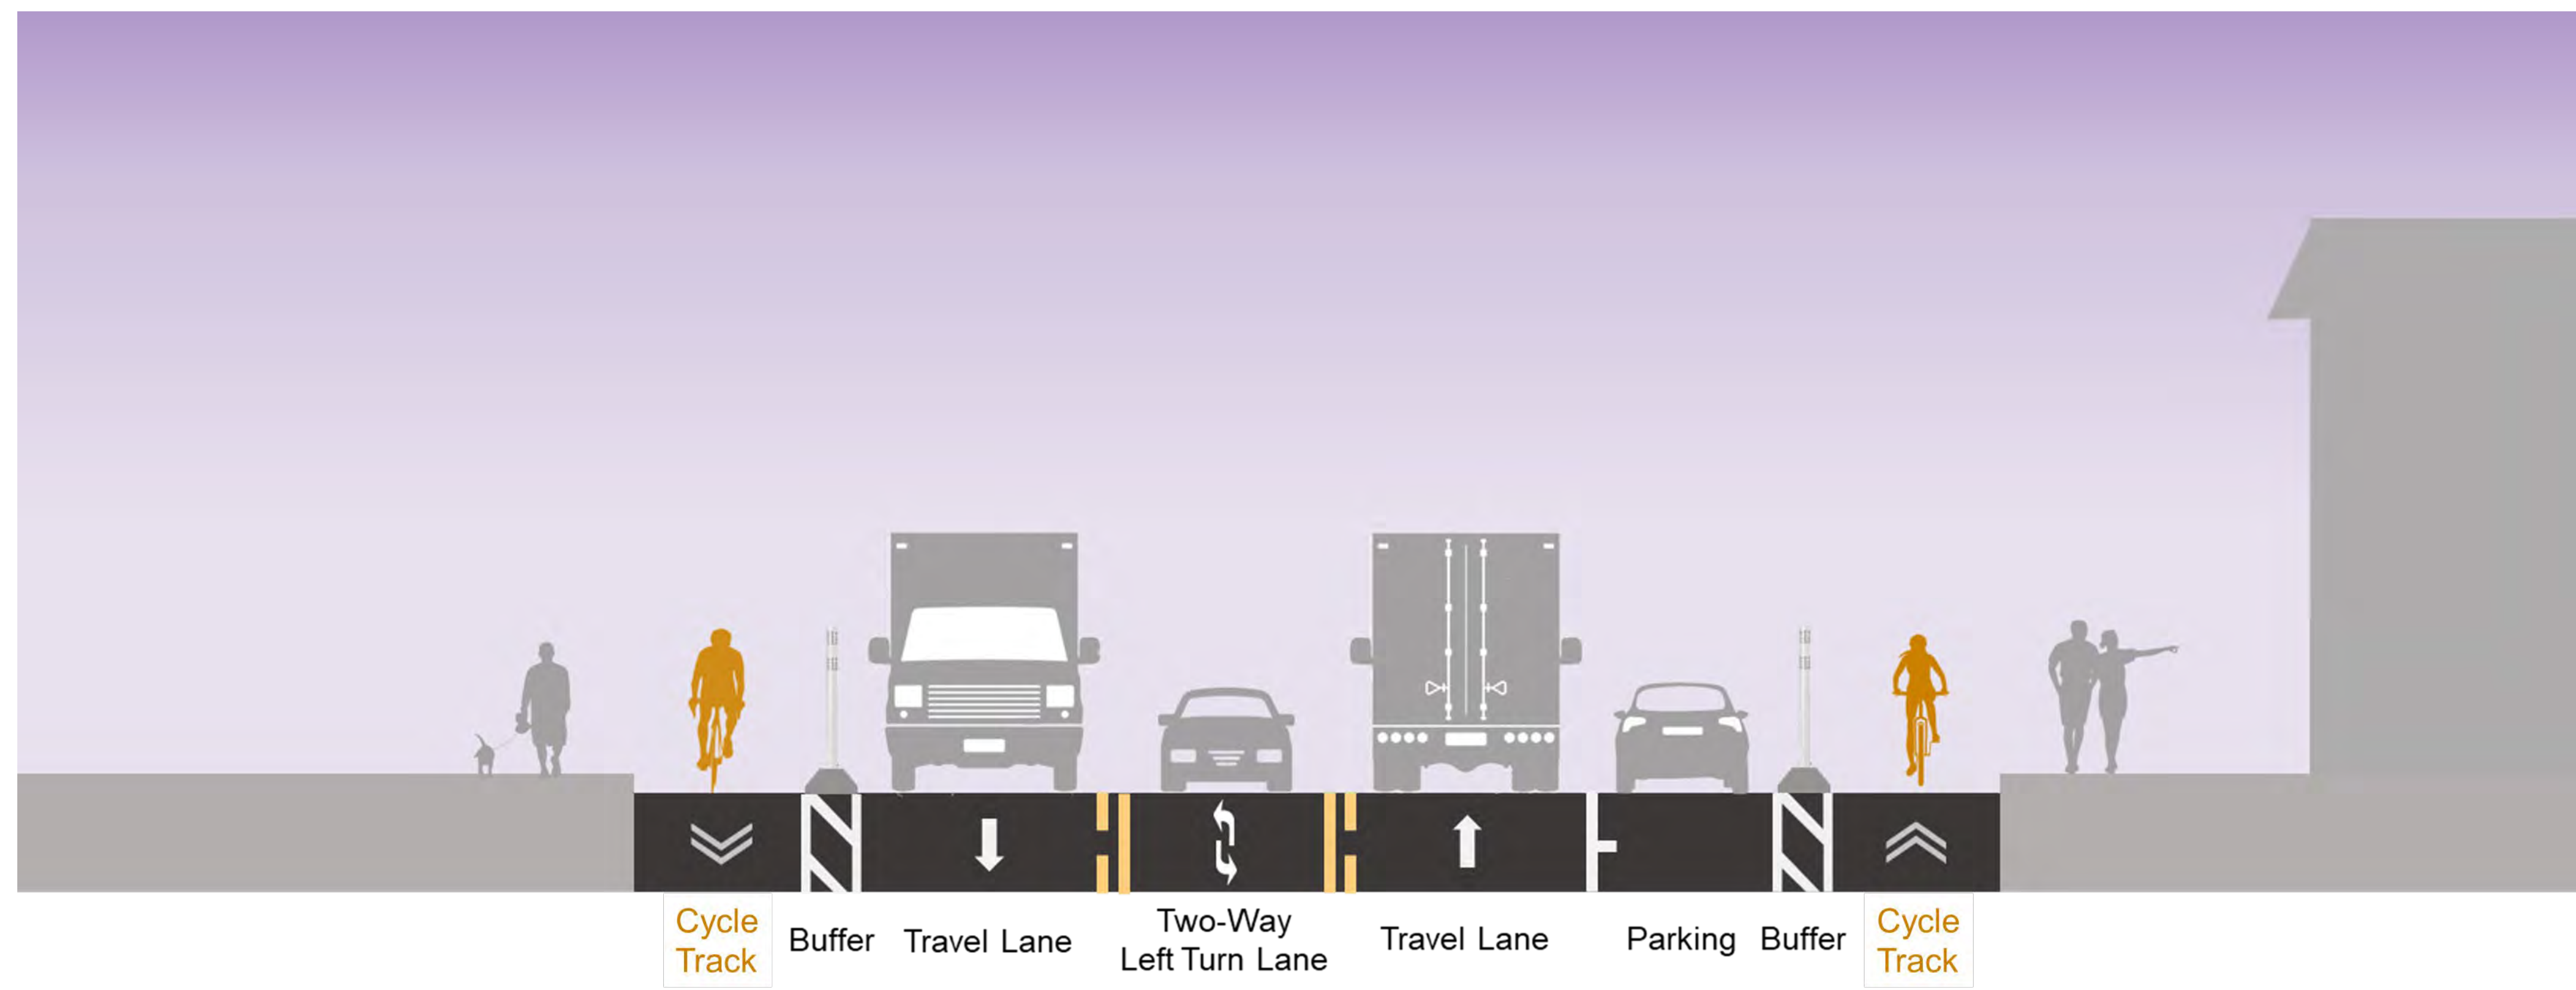 Cycle
Track
Buffer
Travel Lane
Two-Way
Left Turn Lane
Travel Lane
Parking
Buffer
Cycle
Track